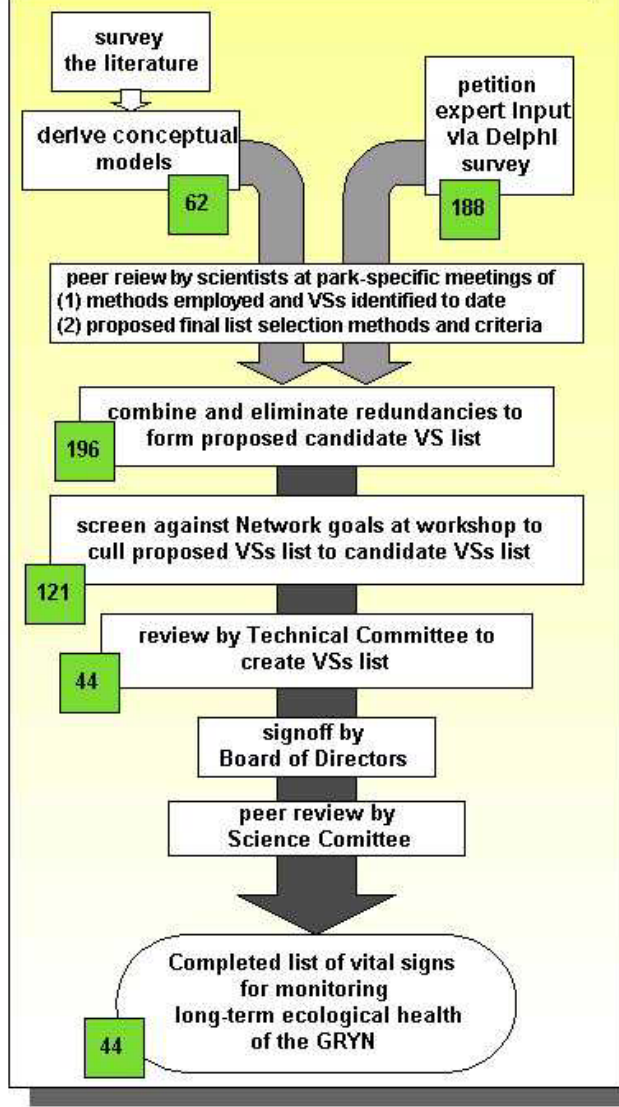 survey
the literature
derive conceptual
models
62
petition
expert Input
via Delphi
survey
188
peer reiew by scientists at park-specific meetings of
(1) methods employed and VSs identified to date
(2) proposed final list selection methods and criteria
combine and eliminate redundancies to
form proposed candidate VS list
196
screen against Network goals at workshop to
cull proposed VSs list to candidate VSs list
121
review by Technical Committee to
create VSs list
44
signoff by
Board of Directors
peer review by
Science Comittee
Completed list of vital signs
for monitoring
long-term ecological health
of the GRYN
44